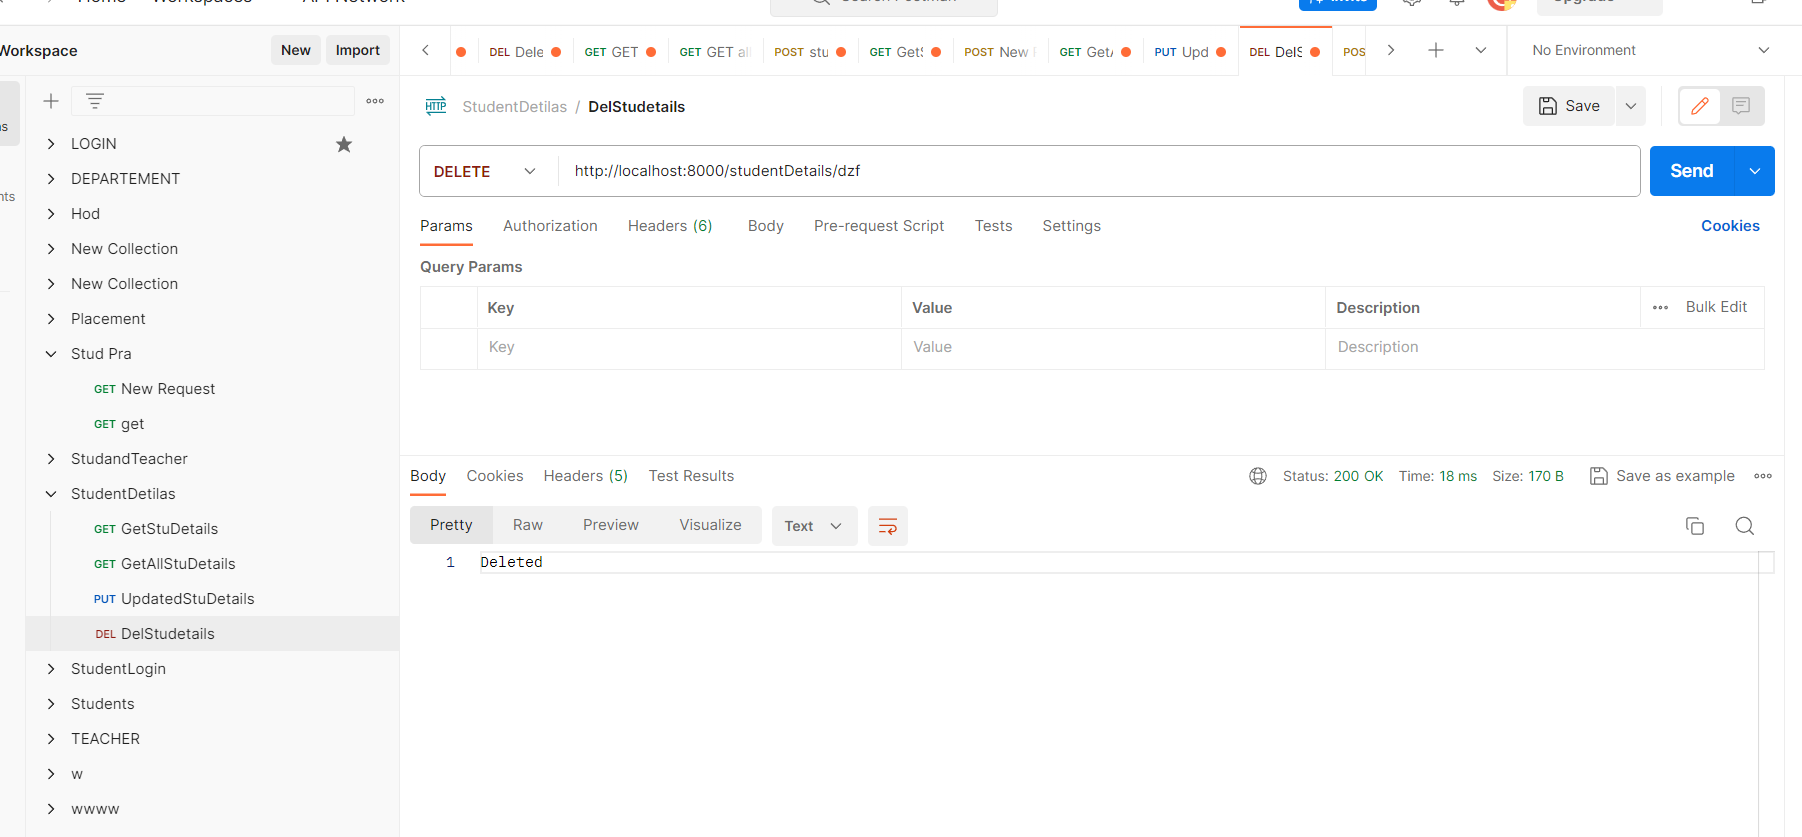 Workspace
New
Import
DEL Dele
GET GET
GET GET al
POST stu
GET GetS
POST New
GET GetA
PUT Upd
DEL DelS
POS
No Environment
HTTP StudentDetilas / DelStudetails
Save
DELETE
http://localhost:8000/studentDetails/dzf
Send
Params Authorization Headers (6) Body Pre-request Script Tests Settings
Cookies
Query Params
Key Value Description Bulk Edit
Key Value Description
LOGIN
DEPARTEMENT
Hod
New Collection
New Collection
Placement
Stud Pra
GET New Request
GET get
StudandTeacher
StudentDetilas
GET GetStuDetails
GET GetAllStuDetails
PUT UpdatedStuDetails
DEL DelStudetails
StudentLogin
Students
TEACHER
w
wwww
Body Cookies Headers (5) Test Results
Status: 200 OK Time: 18 ms Size: 170 B Save as example
Pretty Raw Preview Visualize Text
1 Deleted